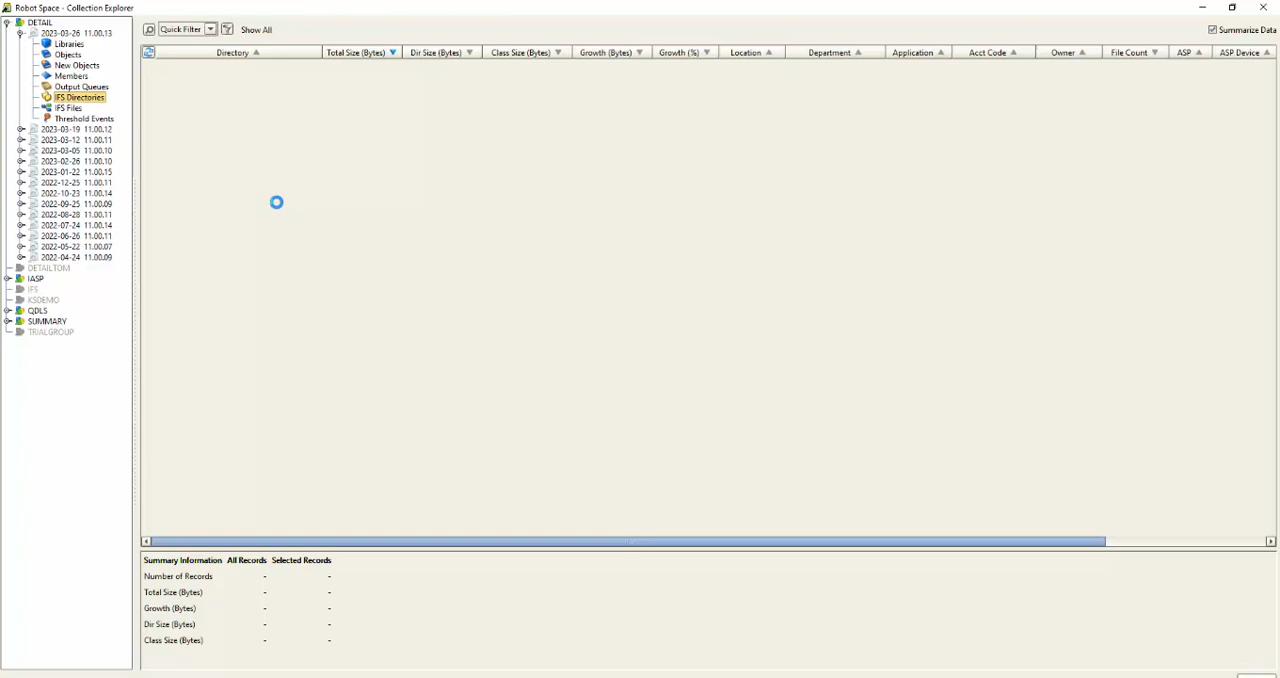 Robot Space - Collection Explorer
DETAIL
2023-03-26 11.00.13
Libraries
Objects
New Objects
Members
Output Queues
IFS Directories
IFS Files
Threshold Events
2023-03-19 11.00.12
2023-03-12 11.00.11
2023-03-05 11.00.10
2023-02-26 11.00.10
2023-01-22 11.00.15
2022-12-25 11.00.11
2022-10-23 11.00.14
2022-09-25 11.00.09
2022-08-28 11.00.11
2022-07-24 11.00.14
2022-06-26 11.00.11
2022-05-22 11.00.07
2022-04-24 11.00.09
DETAILTOM
IASP
IFS
KSDEMO
QDLS
SUMMARY
TRIALGROUP
Quick Filter Show All Summarize Data
Directory Total Size (Bytes) Dir Size (Bytes) Class Size (Bytes) Growth (Bytes) Growth (%) Location Department Application Acct Code Owner File Count ASP ASP Device
Summary Information All Records Selected Records
Number of Records - -
Total Size (Bytes) - -
Growth (Bytes) - -
Dir Size (Bytes) - -
Class Size (Bytes) - -